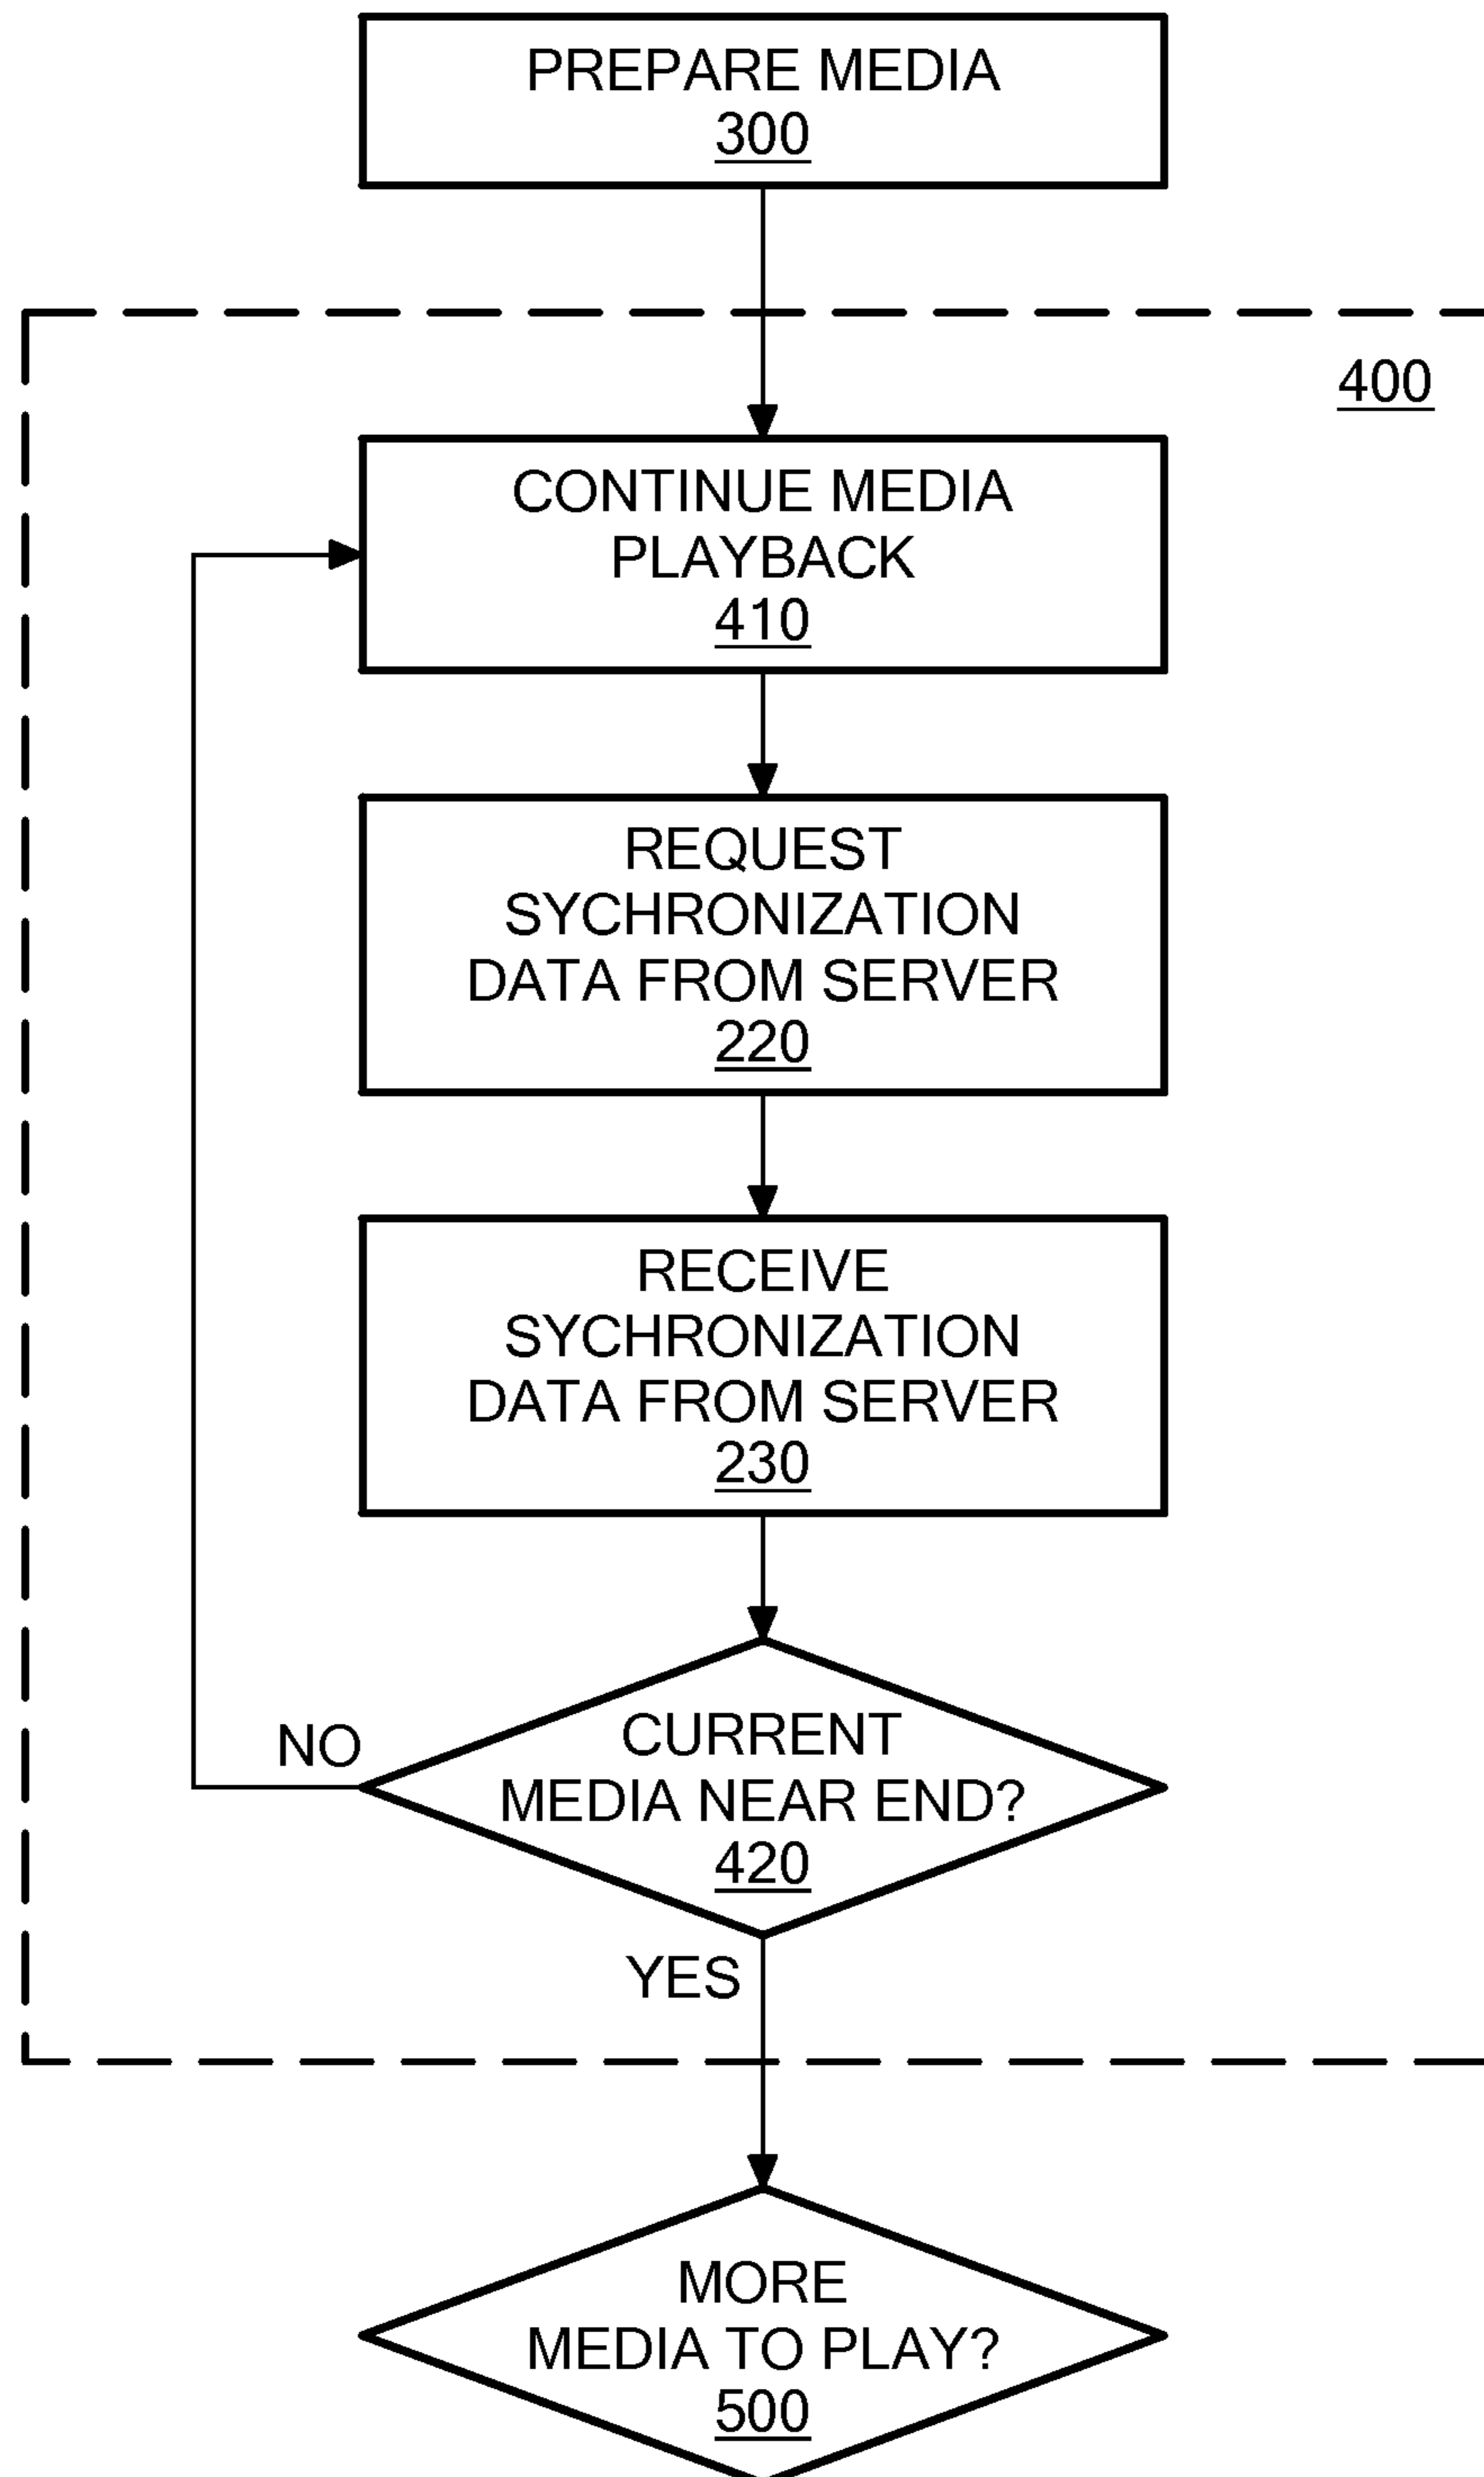 PREPARE MEDIA
300
400
CONTINUE MEDIA
PLAYBACK
410
REQUEST
SYCHRONIZATION
DATA FROM SERVER
220
RECEIVE
SYCHRONIZATION
DATA FROM SERVER
230
NO
CURRENT
MEDIA NEAR END?
420
YES
MORE
MEDIA TO PLAY?
500